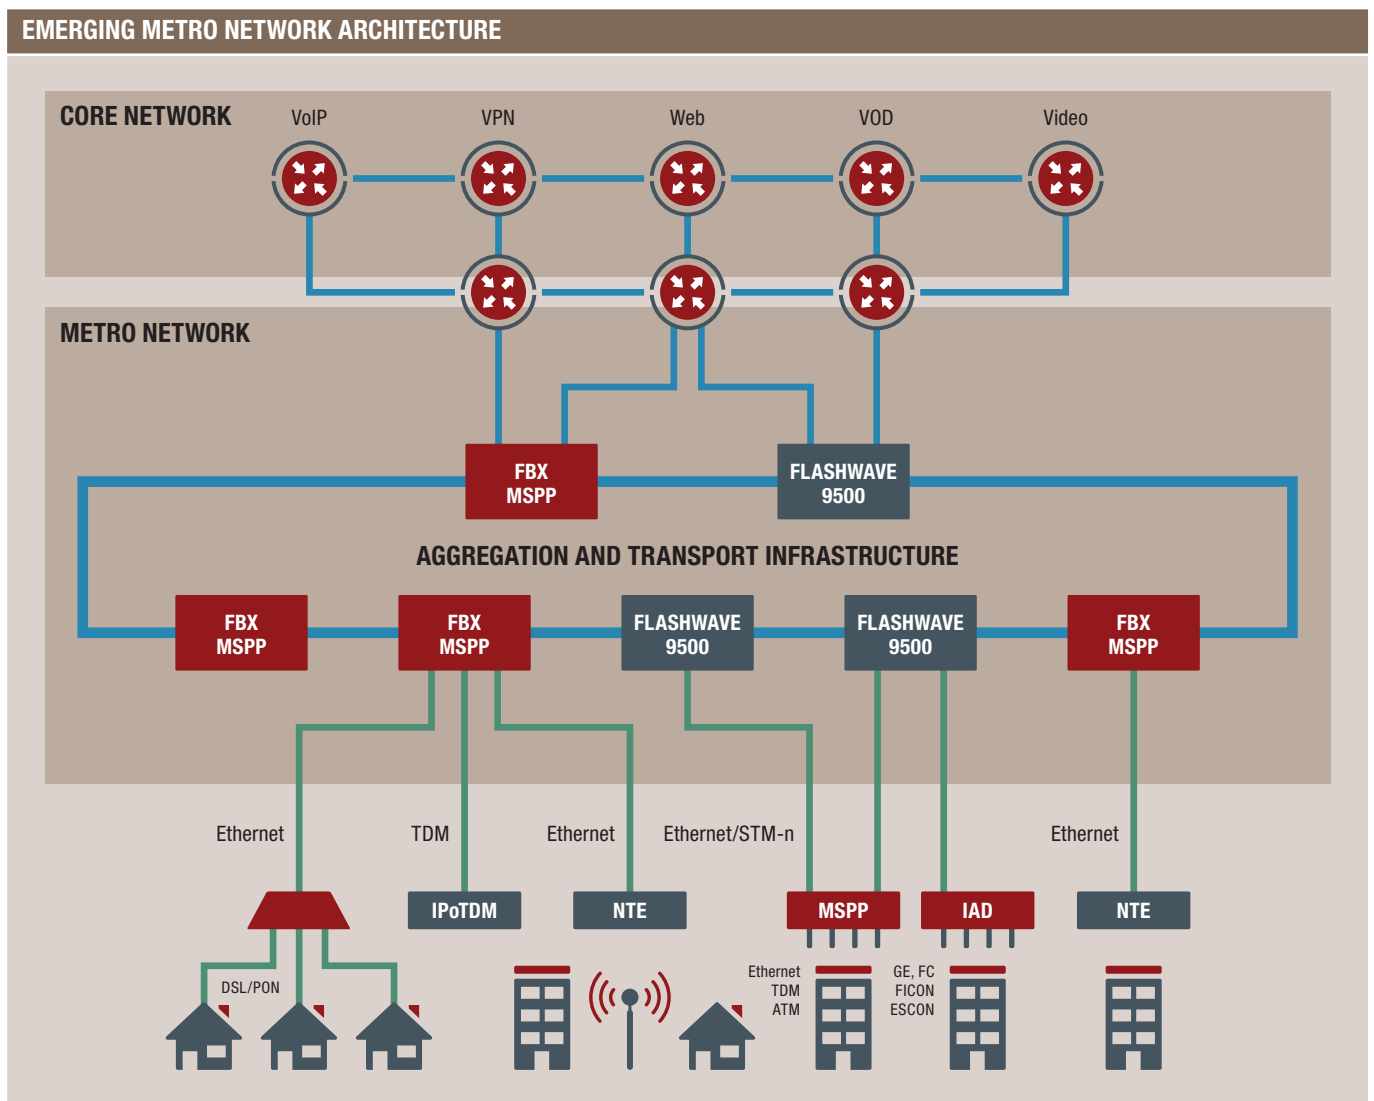 EMERGING METRO NETWORK ARCHITECTURE
CORE NETWORK
VoIP
VPN
Web
VOD
Video
METRO NETWORK
FBX
MSPP
FLASHWAVE
9500
AGGREGATION AND TRANSPORT INFRASTRUCTURE
FBX
MSPP
FBX
MSPP
FLASHWAVE
9500
FLASHWAVE
9500
FBX
MSPP
Ethernet
TDM
Ethernet
Ethernet/STM-n
Ethernet
IPoTDM
NTE
MSPP
IAD
NTE
DSL/PON
Ethernet
TDM
ATM
GE, FC
FICON
ESCON